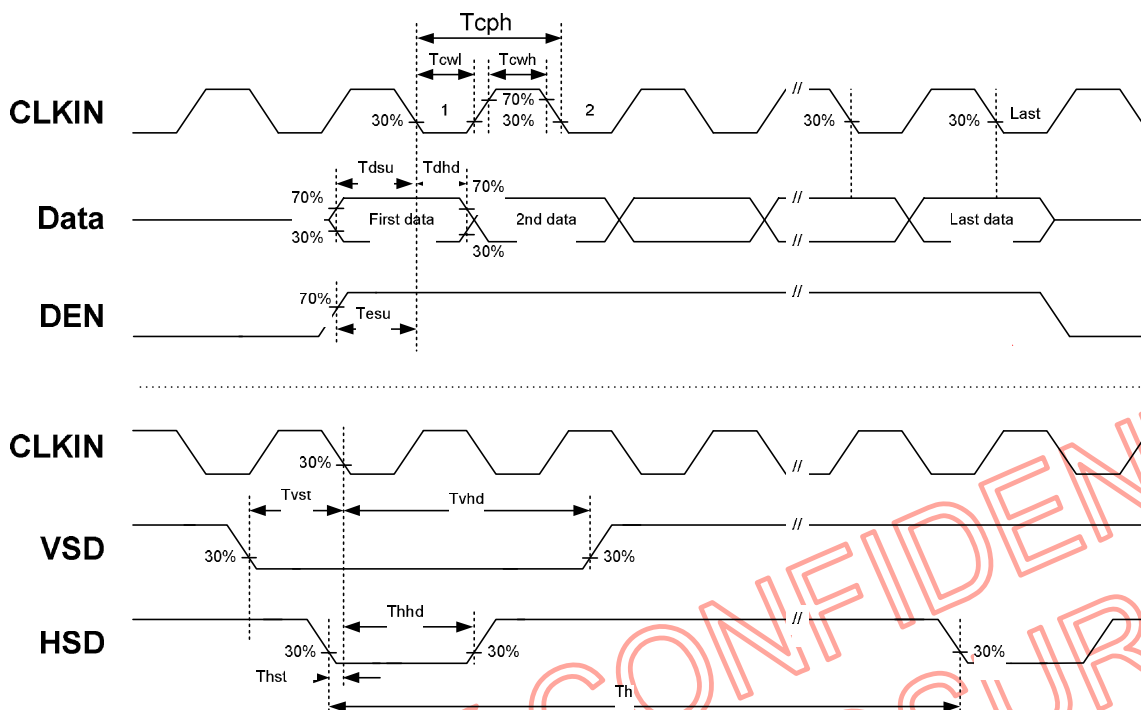 Tcph
Tcwl Tcwh
CLKIN 30% 1 70% 30% 2 // 30% 30% Last
Tdsu Tdhd
Data 70% 30% First data 70% 30% 2nd data // // Last data
DEN 70% Tesu //
CLKIN 30% //
Tvst Tvhd
VSD 30% 30% //
HSD 30% Thhd 30% // 30%
Thst
Th
CONFIDEN
SUR